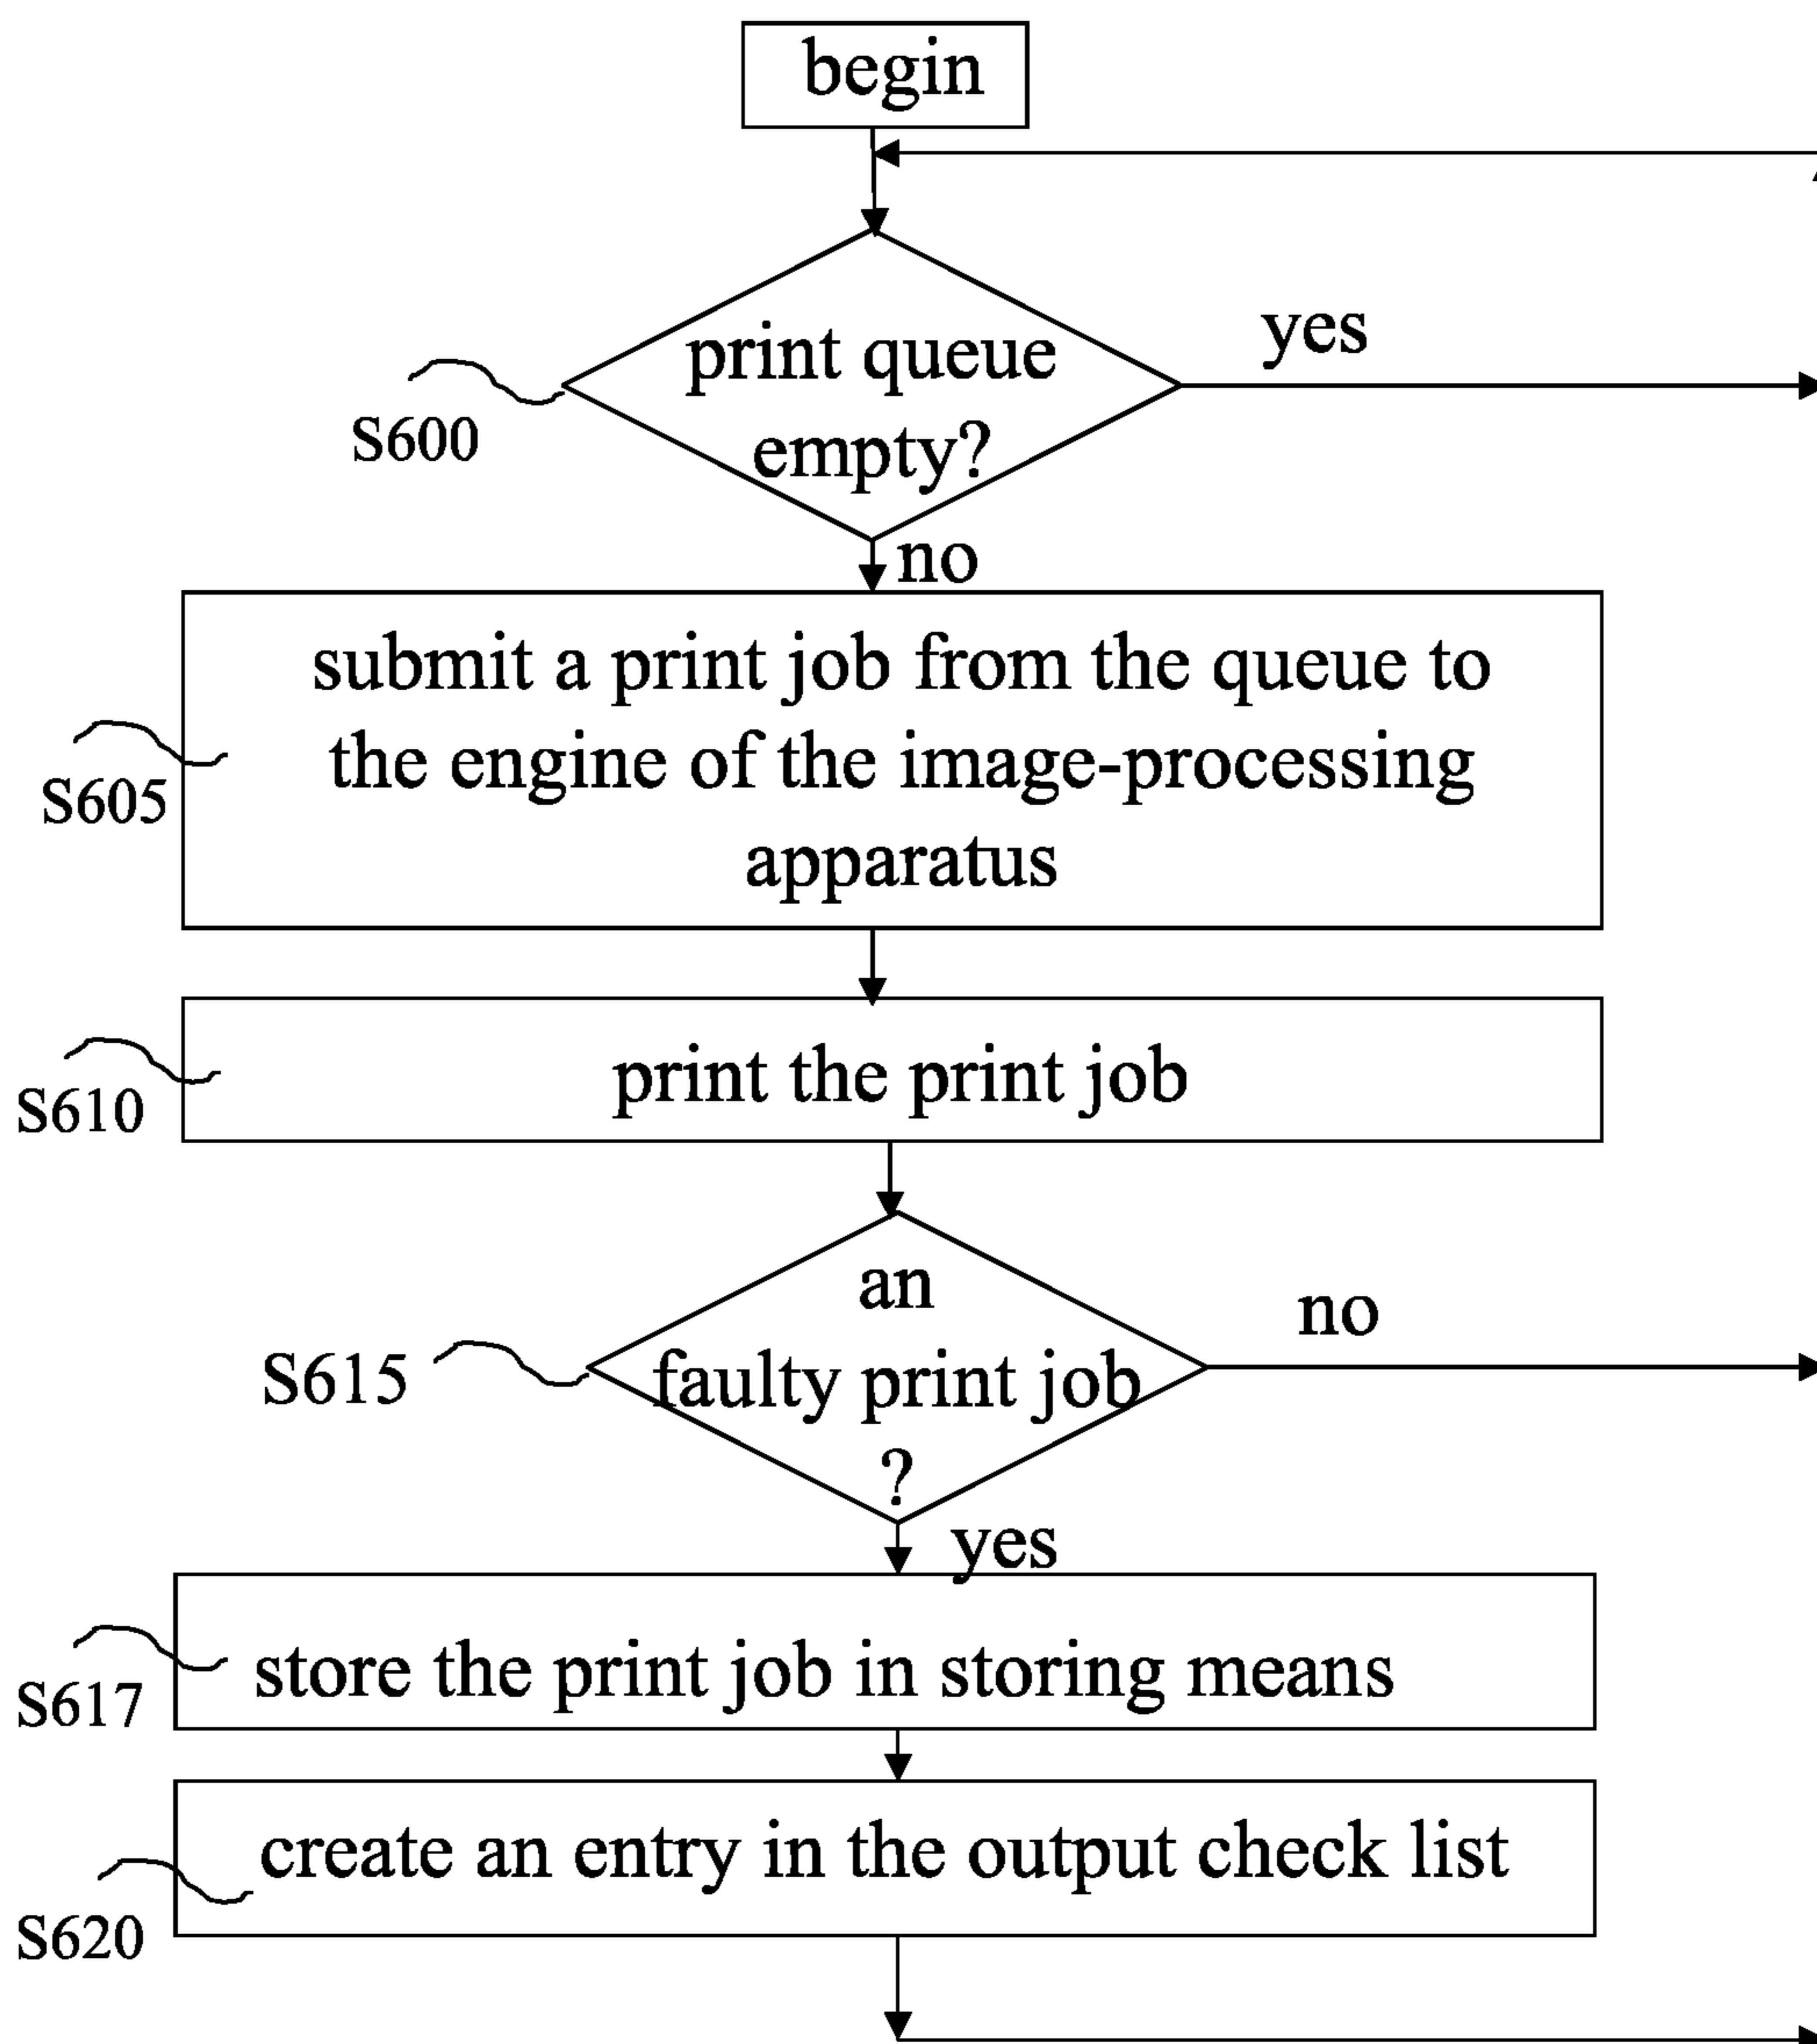 begin
print queue
empty?
yes
S600
no
submit a print job from the queue to
the engine of the image-processing
apparatus
S605
print the print job
S610
an
faulty print job
?
no
S615
yes
store the print job in storing means
S617
create an entry in the output check list
S620